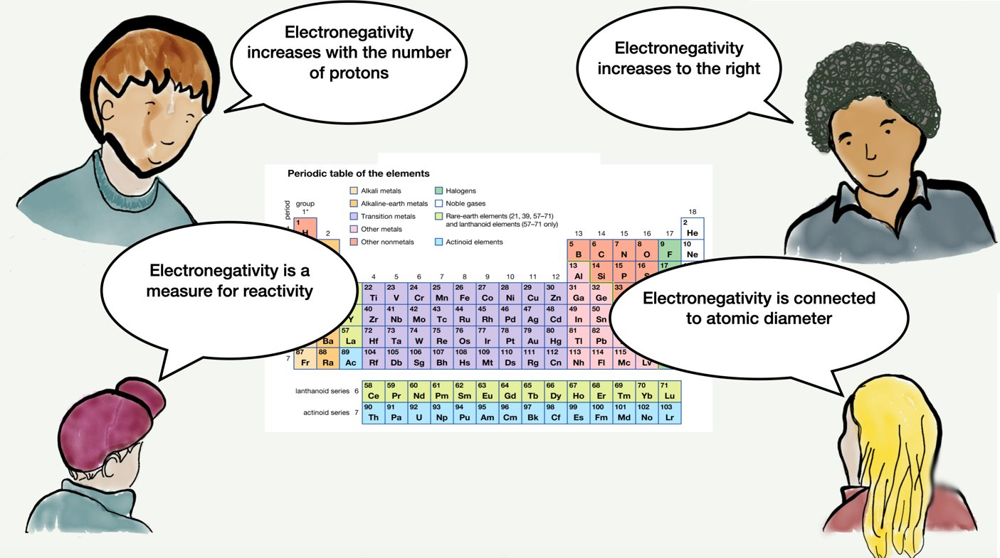 Electronegativity
increases with the number
of protons
Electronegativity
increases to the right
Electronegativity is a
measure for reactivity
Electronegativity is connected
to atomic diameter
Periodic table of the elements
Alkali metals
Alkaline-earth metals
Transition metals
Other metals
Other nonmetals
Halogens
Noble gases
Rare-earth elements (21, 39, 57–71)
and lanthanoid elements (57–71 only)
Actinoid elements
period
group
1*
18
1
2
H
2
He
13 14 15 16 17
5 6 7 8 9 10
B C N O F Ne
13 14 15 16 17
Al Si P S
4 5 6 7 8 9 10 11 12
22 23 24 25 26 27 28 29 30 31 32 33
Ti V Cr Mn Fe Co Ni Cu Zn Ga Ge
40 41 42 43 44 45 46 47 48 49 50
Y Zr Nb Mo Tc Ru Rh Pd Ag Cd In Sn
57 72 73 74 75 76 77 78 79 80 81 82
Ba La Hf Ta W Re Os Ir Pt Au Hg Tl Pb
7 87 88 89 104 105 106 107 108 109 110 111 112 113 114 115
Fr Ra Ac Rf Db Sg Bh Hs Mt Ds Rg Cn Nh Fl Mc Lv
lanthanoid series 6
58 59 60 61 62 63 64 65 66 67 68 69 70 71
Ce Pr Nd Pm Sm Eu Gd Tb Dy Ho Er Tm Yb Lu
actinoid series 7
90 91 92 93 94 95 96 97 98 99 100 101 102 103
Th Pa U Np Pu Am Cm Bk Cf Es Fm Md No Lr